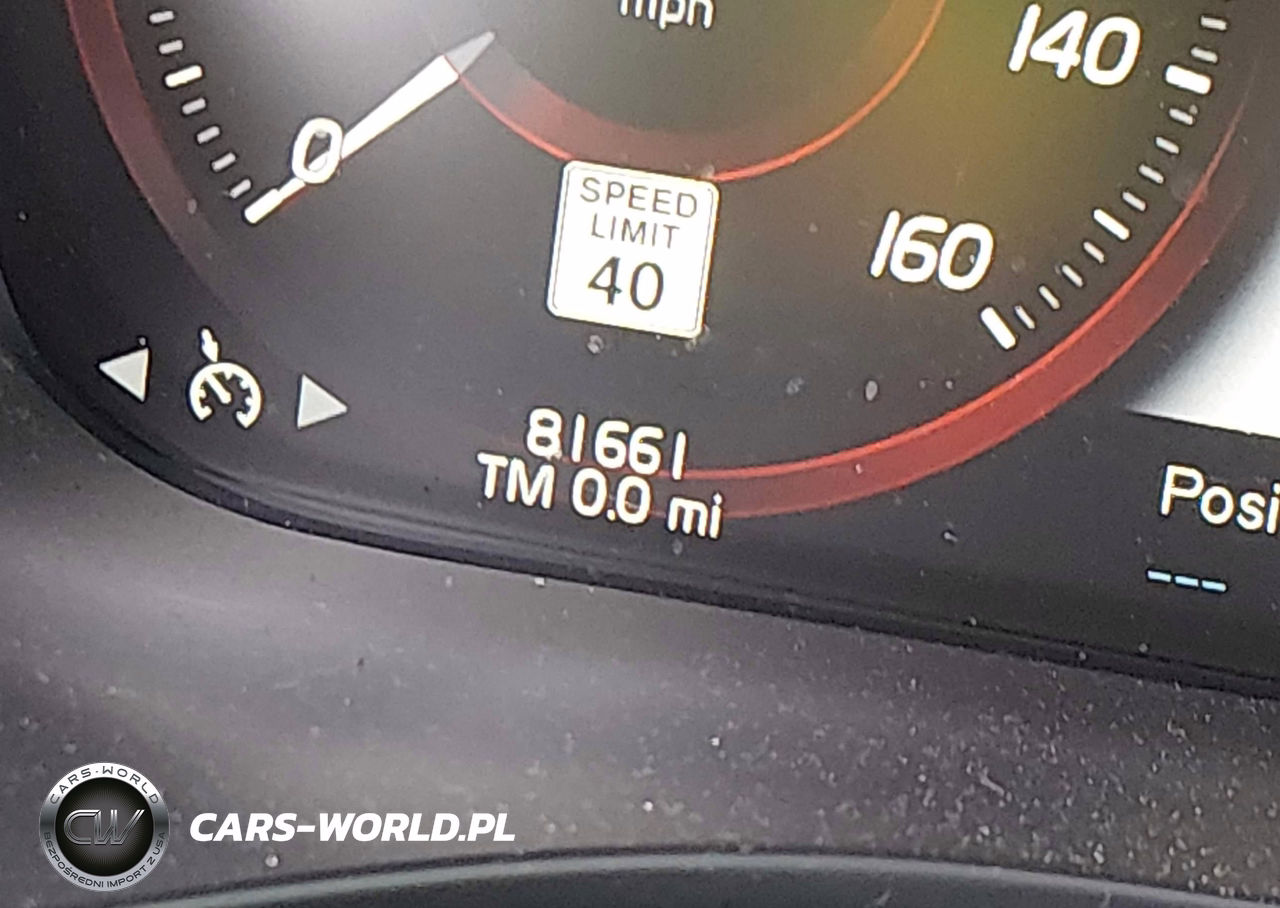 mph
140
0
SPEED
LIMIT
40
160
81661
TM 0.0 mi
Posi
---
CARS-WORLD
CW
BEZPOŚREDNI IMPORT Z USA
CARS-WORLD.PL